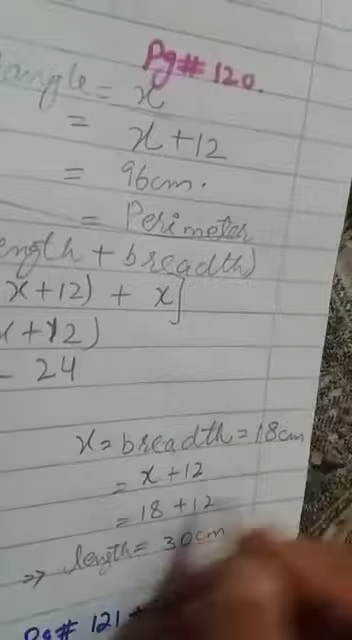 Pg# 120.
angle = x
= x+12
= 96cm.
= Perimeter
ength + breadth)
x+12) + x]
x+12)
- 24
x = breadth = 18cm
= x+12
= 18+12
⇒ length = 30cm
Pg# 121